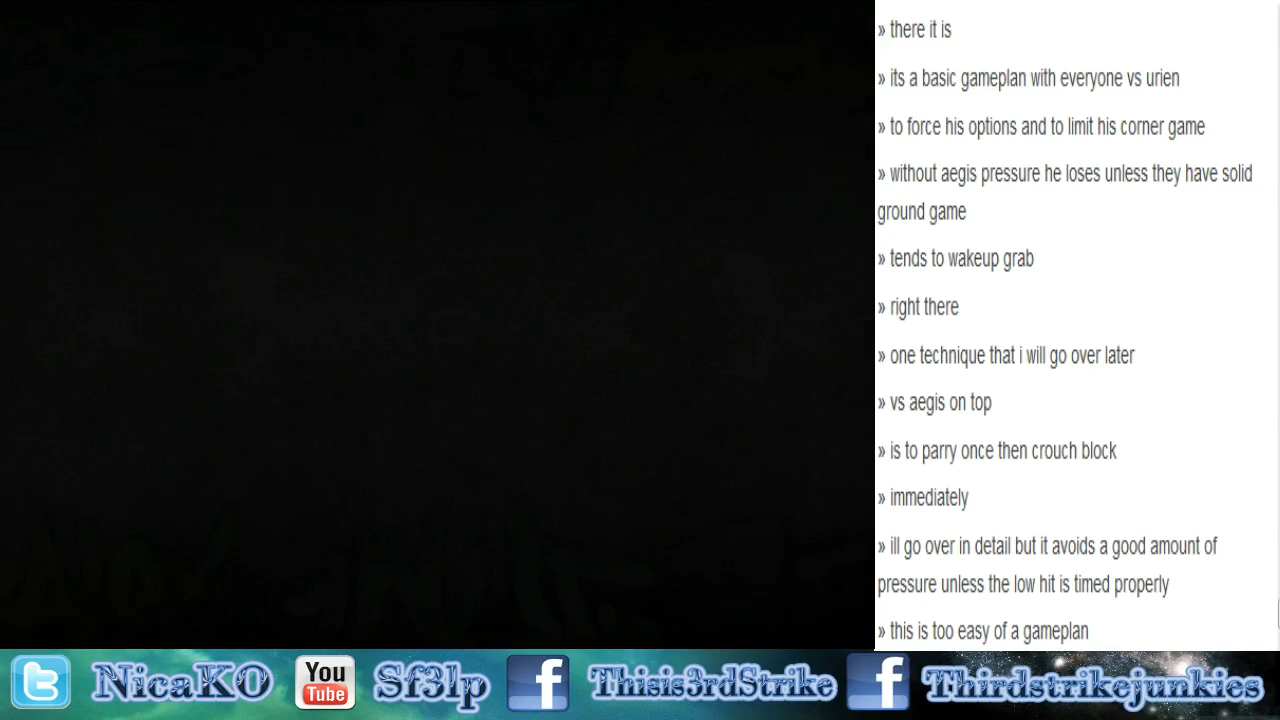 » there it is
» its a basic gameplan with everyone vs urien
» to force his options and to limit his corner game
» without aegis pressure he loses unless they have solid
ground game
» tends to wakeup grab
» right there
» one technique that i will go over later
» vs aegis on top
» is to parry once then crouch block
» immediately
» ill go over in detail but it avoids a good amount of
pressure unless the low hit is timed properly
» this is too easy of a gameplan
NicaKO You Tube Sf3lp f Thisis3rdStrike f Thirdstrikejunkies